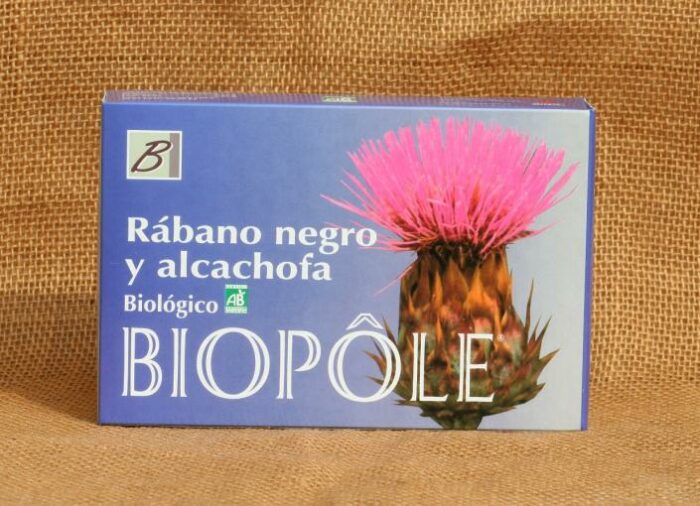 B
Rábano negro
y alcachofa
Biológico AB
BIOPÔLE